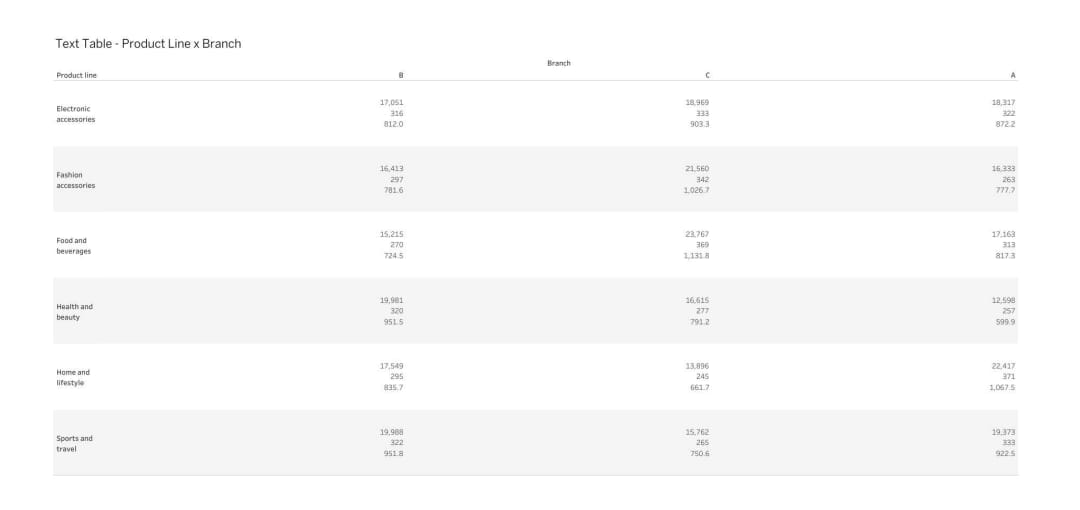 Text Table - Product Line x Branch
Branch
Product line B C A
Electronic
accessories
17,051 18,969 18,317
316 333 322
812.0 903.3 872.2
Fashion
accessories
16,413 21,560 16,333
297 342 263
781.6 1,026.7 777.7
Food and
beverages
15,215 23,767 17,163
270 369 313
724.5 1,131.8 817.3
Health and
beauty
19,981 16,615 12,598
320 277 257
951.5 791.2 599.9
Home and
lifestyle
17,549 13,896 22,417
295 245 371
835.7 661.7 1,067.5
Sports and
travel
19,988 15,762 19,373
322 265 333
951.8 750.6 922.5